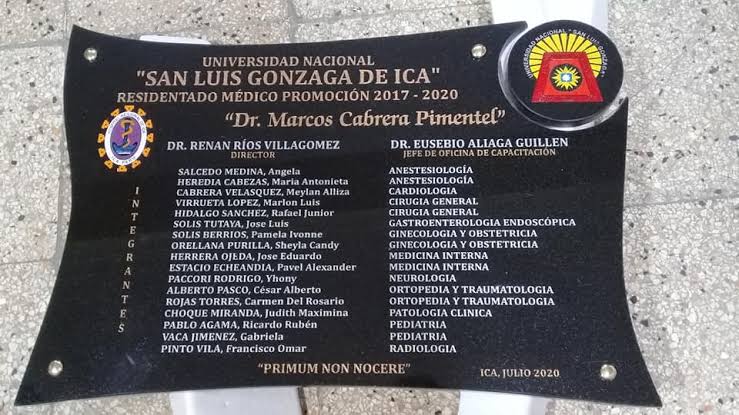 UNIVERSIDAD NACIONAL
"SAN LUIS GONZAGA DE ICA"
RESIDENTADO MÉDICO PROMOCIÓN 2017 - 2020
"Dr. Marcos Cabrera Pimentel"
UNIVERSIDAD NACIONAL "SAN LUIS GONZAGA"
DR. RENAN RÍOS VILLAGOMEZ DR. EUSEBIO ALIAGA GUILLEN
DIRECTOR JEFE DE OFICINA DE CAPACITACIÓN
INTEGRANTES
SALCEDO MEDINA, Angela ANESTESIOLOGÍA
HEREDIA CABEZAS, Maria Antonieta ANESTESIOLOGÍA
CABRERA VELASQUEZ, Meylan Alliza CARDIOLOGIA
VIRRUETA LOPEZ, Marlon Luis CIRUGIA GENERAL
HIDALGO SANCHEZ, Rafael Junior CIRUGIA GENERAL
SOLIS TUTAYA, Jose Luis GASTROENTEROLOGIA ENDOSCÓPICA
SOLIS BERRIOS, Pamela Ivonne GINECOLOGIA Y OBSTETRICIA
ORELLANA PURILLA, Sheyla Candy GINECOLOGIA Y OBSTETRICIA
HERRERA OJEDA, Jose Eduardo MEDICINA INTERNA
ESTACIO ECHEANDIA, Pavel Alexander MEDICINA INTERNA
PACCORI RODRIGO, Yhony NEUROLOGIA
ALBERTO PASCO, César Alberto ORTOPEDIA Y TRAUMATOLOGIA
ROJAS TORRES, Carmen Del Rosario ORTOPEDIA Y TRAUMATOLOGIA
CHOQUE MIRANDA, Judith Maximina PATOLOGIA CLINICA
PABLO AGAMA, Ricardo Rubén PEDIATRIA
VACA JIMENEZ, Gabriela PEDIATRIA
PINTO VILA, Francisco Omar RADIOLOGIA
"PRIMUM NON NOCERE" ICA, JULIO 2020